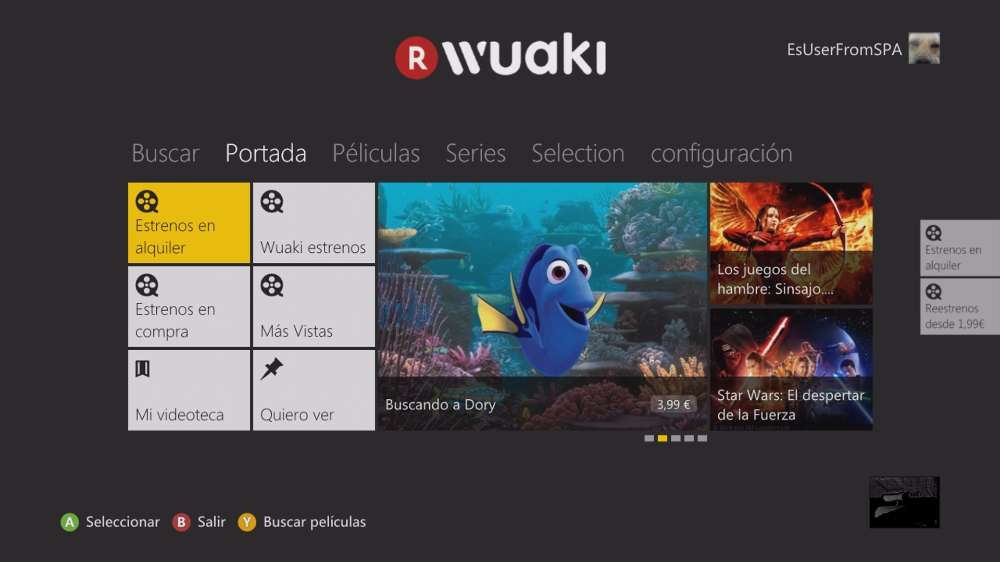 R wuaki
EsUserFromSPA
Buscar Portada Péliculas Series Selection configuración
Estrenos en
alquiler
Wuaki estrenos
Estrenos en
compra
Más Vistas
Mi videoteca
Quiero ver
Buscando a Dory
3,99 €
Los juegos del
hambre: Sinsajo....
Star Wars: El despertar
de la Fuerza
Estrenos en
alquiler
Reestrenos
desde 1,99€
A Seleccionar B Salir Y Buscar películas